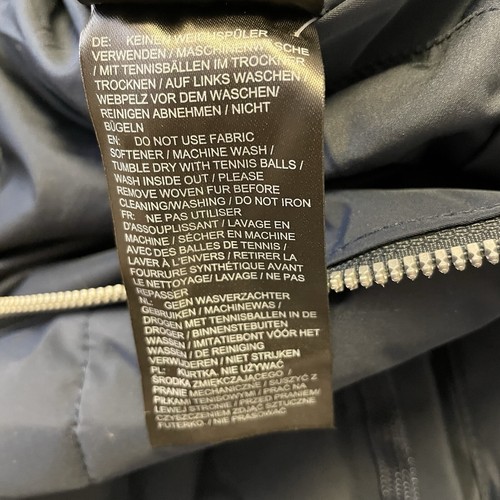 DE: KEINEN WEICHSPÜLER
VERWENDEN / MASCHINENWÄSCHE
/ MIT TENNISBÄLLEN IM TROCKNER
TROCKNEN / AUF LINKS WASCHEN /
WEBPELZ VOR DEM WASCHEN/
REINIGEN ABNEHMEN / NICHT
BÜGELN
EN: DO NOT USE FABRIC
SOFTENER / MACHINE WASH /
TUMBLE DRY WITH TENNIS BALLS /
WASH INSIDE OUT / PLEASE
REMOVE WOVEN FUR BEFORE
CLEANING/WASHING / DO NOT IRON
FR: NE PAS UTILISER
D'ASSOUPLISSANT / LAVAGE EN
MACHINE / SÉCHER EN MACHINE
AVEC DES BALLES DE TENNIS /
LAVER À L'ENVERS / RETIRER LA
FOURRURE SYNTHÉTIQUE AVANT
LE NETTOYAGE/ LAVAGE / NE PAS
REPASSER
NL: GEEN WASVERZACHTER
GEBRUIKEN / MACHINEWAS /
DROGEN MET TENNISBALLEN IN DE
DROGER / BINNENSTEBUITEN
WASSEN / IMITATIEBONT VÓÓR HET
WASSEN / DE REINIGING
VERWIJDEREN / NIET STRIJKEN
PL: KURTKA. NIE UŻYWAĆ
ŚRODKA ZMIĘKCZAJĄCEGO /
PRANIE MECHANICZNE / SUSZYĆ Z
PIŁKAMI TENISOWYMI / PRAĆ NA
LEWEJ STRONIE / PRZED PRANIEM/
CZYSZCZENIEM ZDJĄĆ SZTUCZNE
FUTERKO / NIE PRASOWAĆ